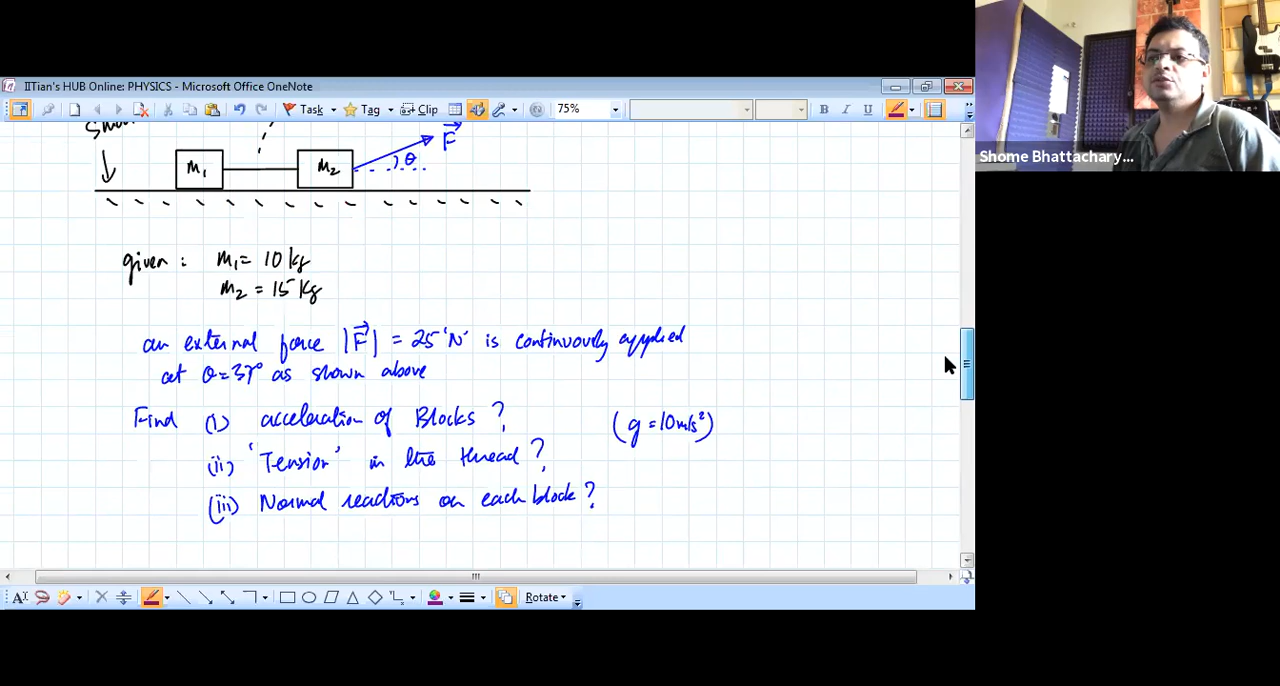 IITian's HUB Online: PHYSICS - Microsoft Office OneNote
Task
Tag
Clip
75%
B I U
Shome Bhattachary...
F
m₁ m₂ θ
given : m₁ = 10 kg
m₂ = 15 kg
an external force |F⃗| = 25 'N' is continuously applied
at θ = 37° as shown above
Find (i) acceleration of Blocks ? (g = 10 m/s²)
(ii) 'Tension' in the thread ?
(iii) Normal reactions on each block ?
Rotate